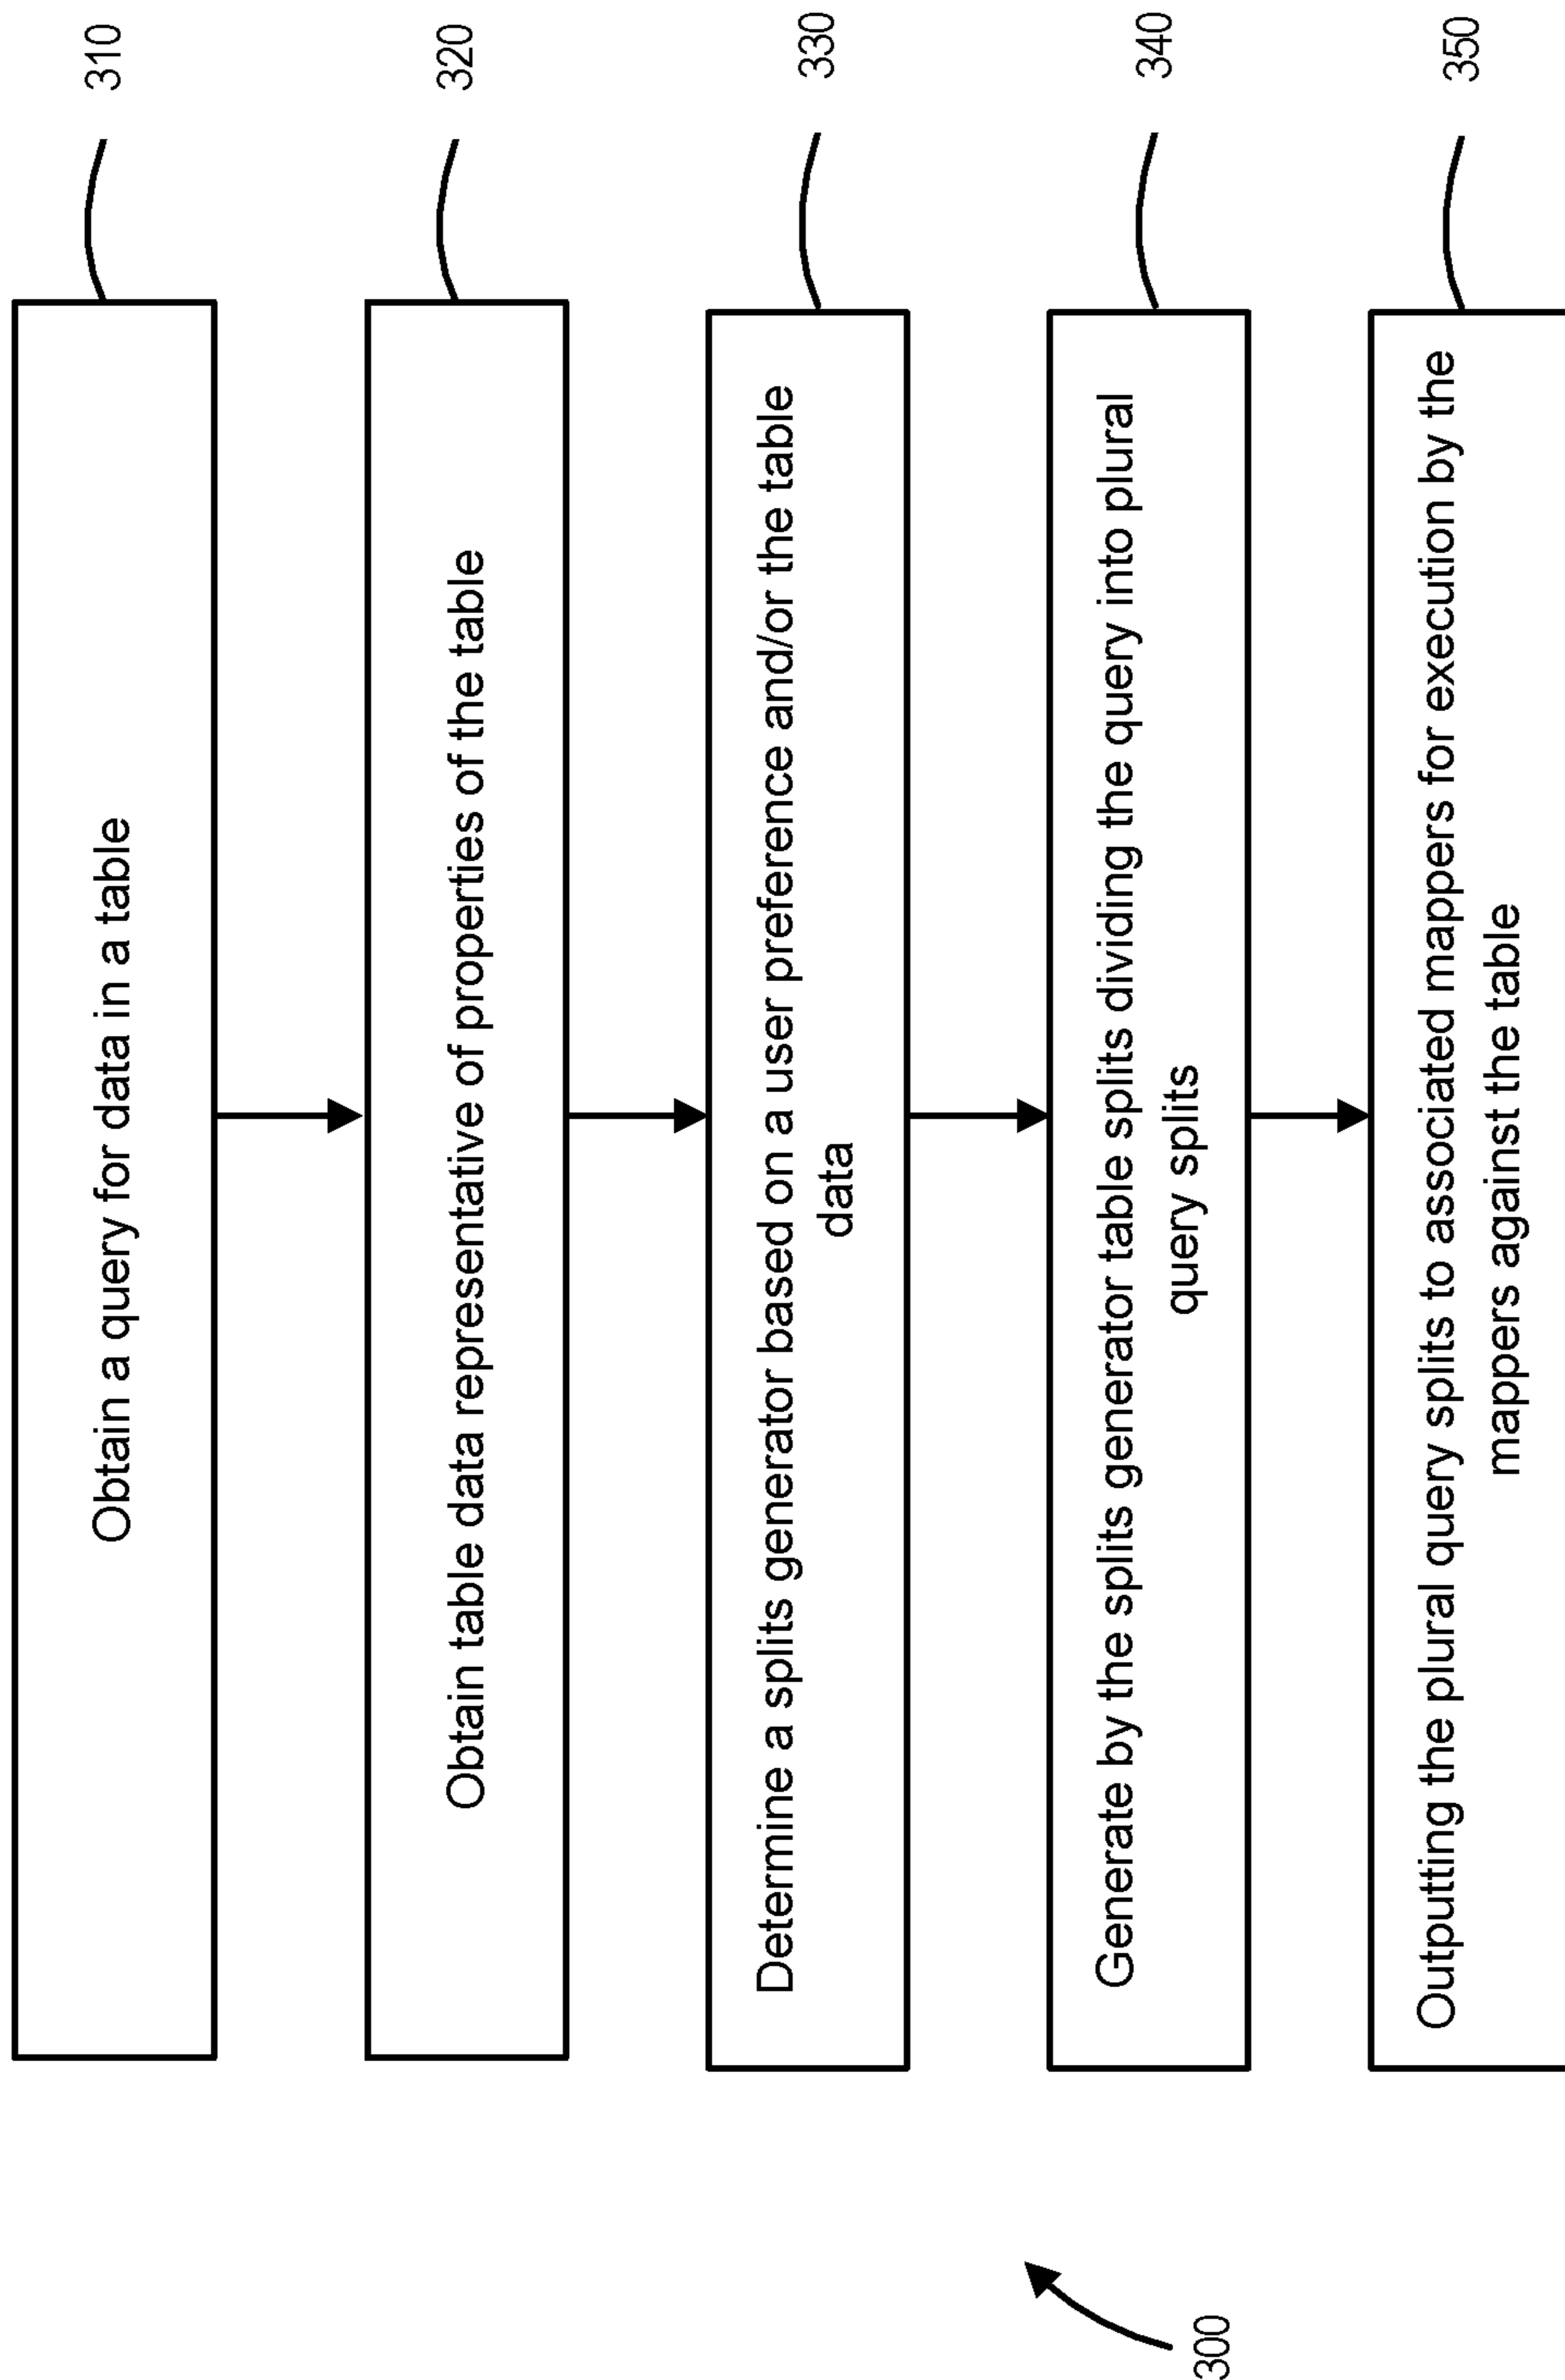 Obtain a query for data in a table
310
Obtain table data representative of properties of the table
320
Determine a splits generator based on a user preference and/or the table
data
330
Generate by the splits generator table splits dividing the query into plural
query splits
340
Outputting the plural query splits to associated mappers for execution by the
mappers against the table
350
300